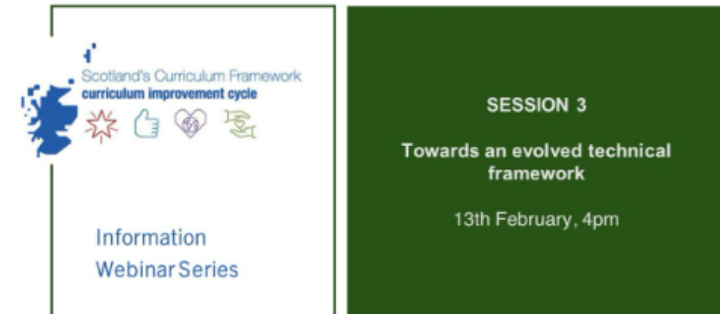 Scotland's Curriculum Framework
curriculum improvement cycle
Information
Webinar Series
SESSION 3
Towards an evolved technical
framework
13th February, 4pm